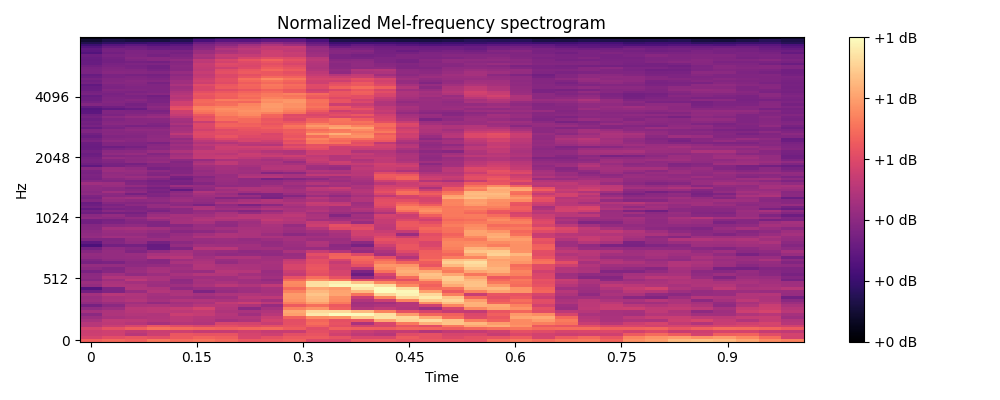 Normalized Mel-frequency spectrogram
Hz
4096
2048
1024
512
0
0 0.15 0.3 0.45 0.6 0.75 0.9
Time
+1 dB
+1 dB
+1 dB
+0 dB
+0 dB
+0 dB